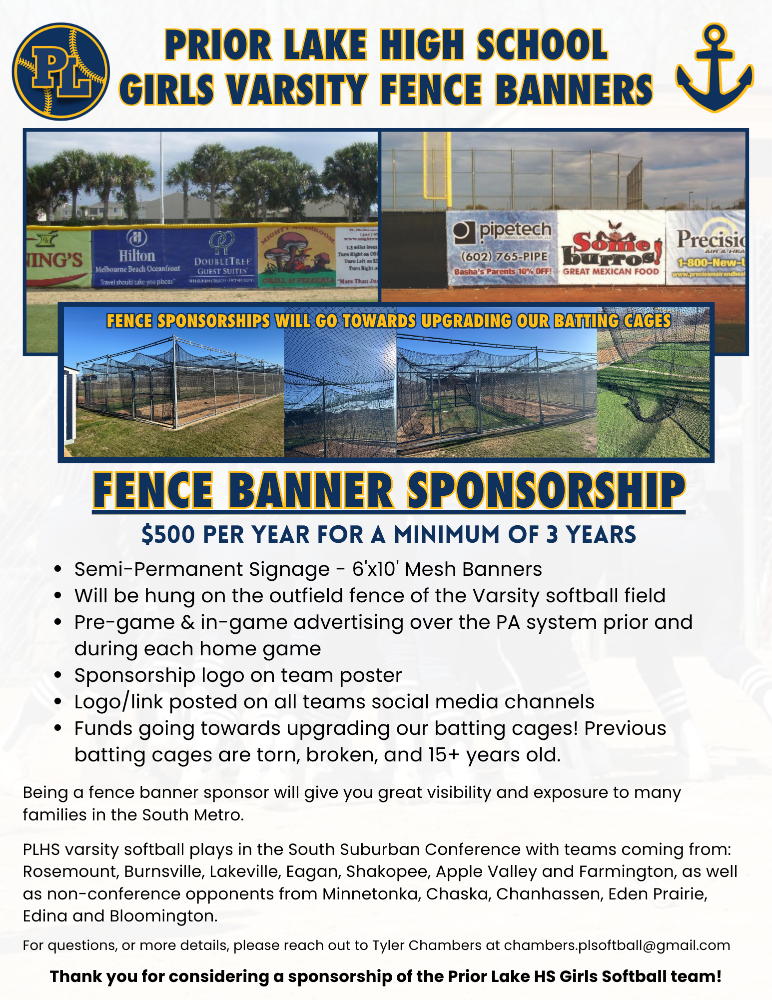 PL
PRIOR LAKE HIGH SCHOOL
GIRLS VARSITY FENCE BANNERS
ING'S
Hilton
Melbourne Beach Oceanfront
Travel should take you places"
DOUBLETREE
GUEST SUITES
MELBOURNE BEACH - OCEANFRONT
MIGHTY MUSHROOM
GRILL & PIZZERIA
1.3 miles from
Turn Right on
Turn Left on
Turn Right
"More Than
pipetech
PLUMBING AND ROOTER, LLC
(602) 765-PIPE
Basha's Parents 10% OFF!
Some
burros!
GREAT MEXICAN FOOD
Precisio
AIR & HEA
1-800-New-
www.precisionairandheat
FENCE SPONSORSHIPS WILL GO TOWARDS UPGRADING OUR BATTING CAGES
FENCE BANNER SPONSORSHIP
$500 PER YEAR FOR A MINIMUM OF 3 YEARS
• Semi-Permanent Signage - 6'x10' Mesh Banners
• Will be hung on the outfield fence of the Varsity softball field
• Pre-game & in-game advertising over the PA system prior and
during each home game
• Sponsorship logo on team poster
• Logo/link posted on all teams social media channels
• Funds going towards upgrading our batting cages! Previous
batting cages are torn, broken, and 15+ years old.
Being a fence banner sponsor will give you great visibility and exposure to many
families in the South Metro.
PLHS varsity softball plays in the South Suburban Conference with teams coming from:
Rosemount, Burnsville, Lakeville, Eagan, Shakopee, Apple Valley and Farmington, as well
as non-conference opponents from Minnetonka, Chaska, Chanhassen, Eden Prairie,
Edina and Bloomington.
For questions, or more details, please reach out to Tyler Chambers at chambers.plsoftball@gmail.com
Thank you for considering a sponsorship of the Prior Lake HS Girls Softball team!